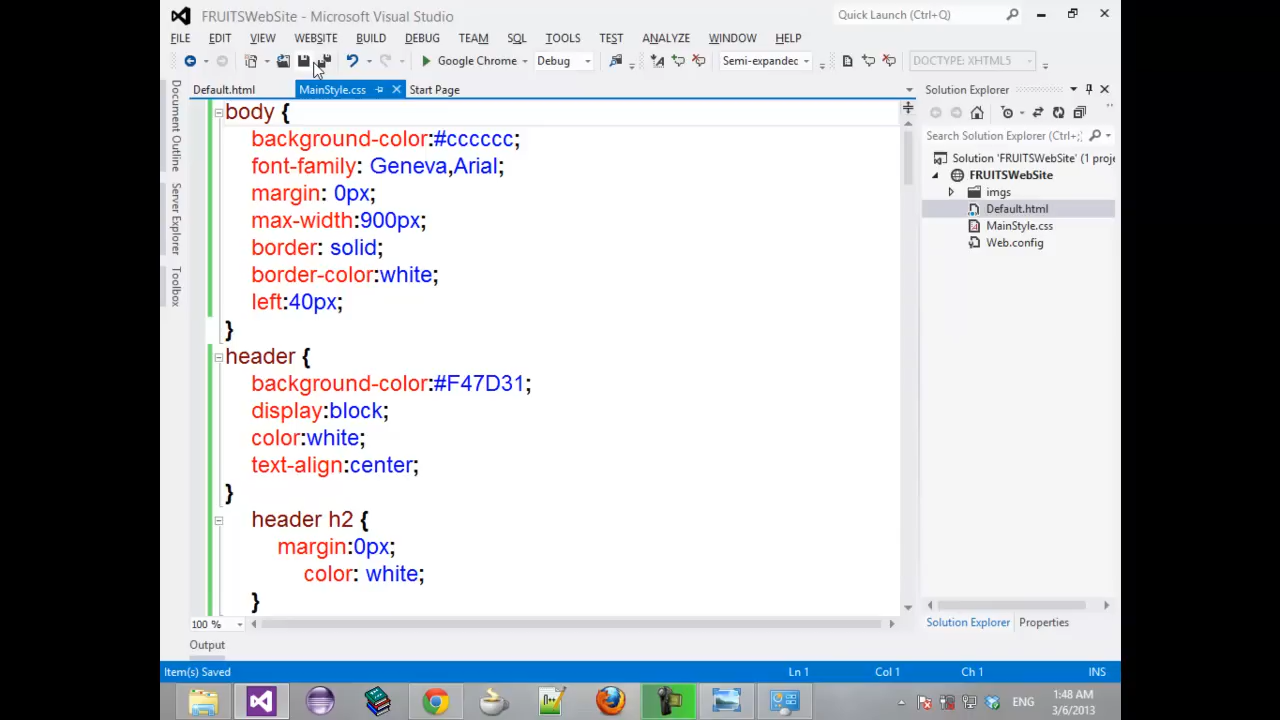 FRUITSWebSite - Microsoft Visual Studio
Quick Launch (Ctrl+Q)
FILE EDIT VIEW WEBSITE BUILD DEBUG TEAM SQL TOOLS TEST ANALYZE WINDOW HELP
Google Chrome Debug Semi-expandec DOCTYPE: XHTML5
Default.html MainStyle.css Start Page
Document Outline
Server Explorer
Toolbox
body {
background-color:#cccccc;
font-family: Geneva,Arial;
margin: 0px;
max-width:900px;
border: solid;
border-color:white;
left:40px;
}
header {
background-color:#F47D31;
display:block;
color:white;
text-align:center;
}
header h2 {
margin:0px;
color: white;
}
100 %
Solution Explorer
Search Solution Explorer (Ctrl+;)
Solution 'FRUITSWebSite' (1 proje
FRUITSWebSite
imgs
Default.html
MainStyle.css
Web.config
Solution Explorer Properties
Output
Item(s) Saved Ln 1 Col 1 Ch 1 INS
ENG
1:48 AM
3/6/2013